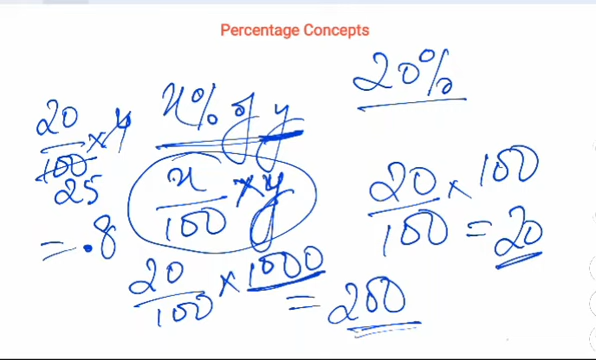 Percentage Concepts
20%
x% of y
x/100 × y
20/100 × 4
25
= .8
20/100 × 100 = 20
20/100 × 1000 = 200